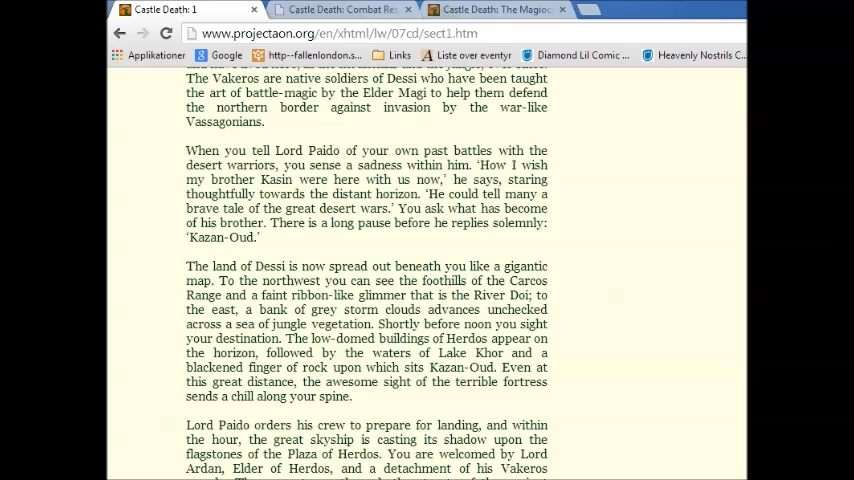 Castle Death: 1
Castle Death: Combat Res
Castle Death: The Magioc
www.projectaon.org/en/xhtml/lw/07cd/sect1.htm
Applikationer
Google
http--fallenlondon.s...
Links
Liste over eventyr
Diamond Lil Comic ...
Heavenly Nostrils C...
The Vakeros are native soldiers of Dessi who have been taught
the art of battle-magic by the Elder Magi to help them defend
the northern border against invasion by the war-like
Vassagonians.
When you tell Lord Paido of your own past battles with the
desert warriors, you sense a sadness within him. ‘How I wish
my brother Kasin were here with us now,’ he says, staring
thoughtfully towards the distant horizon. ‘He could tell many a
brave tale of the great desert wars.’ You ask what has become
of his brother. There is a long pause before he replies solemnly:
‘Kazan-Oud.’
The land of Dessi is now spread out beneath you like a gigantic
map. To the northwest you can see the foothills of the Carcos
Range and a faint ribbon-like glimmer that is the River Doi; to
the east, a bank of grey storm clouds advances unchecked
across a sea of jungle vegetation. Shortly before noon you sight
your destination. The low-domed buildings of Herdos appear on
the horizon, followed by the waters of Lake Khor and a
blackened finger of rock upon which sits Kazan-Oud. Even at
this great distance, the awesome sight of the terrible fortress
sends a chill along your spine.
Lord Paido orders his crew to prepare for landing, and within
the hour, the great skyship is casting its shadow upon the
flagstones of the Plaza of Herdos. You are welcomed by Lord
Ardan, Elder of Herdos, and a detachment of his Vakeros